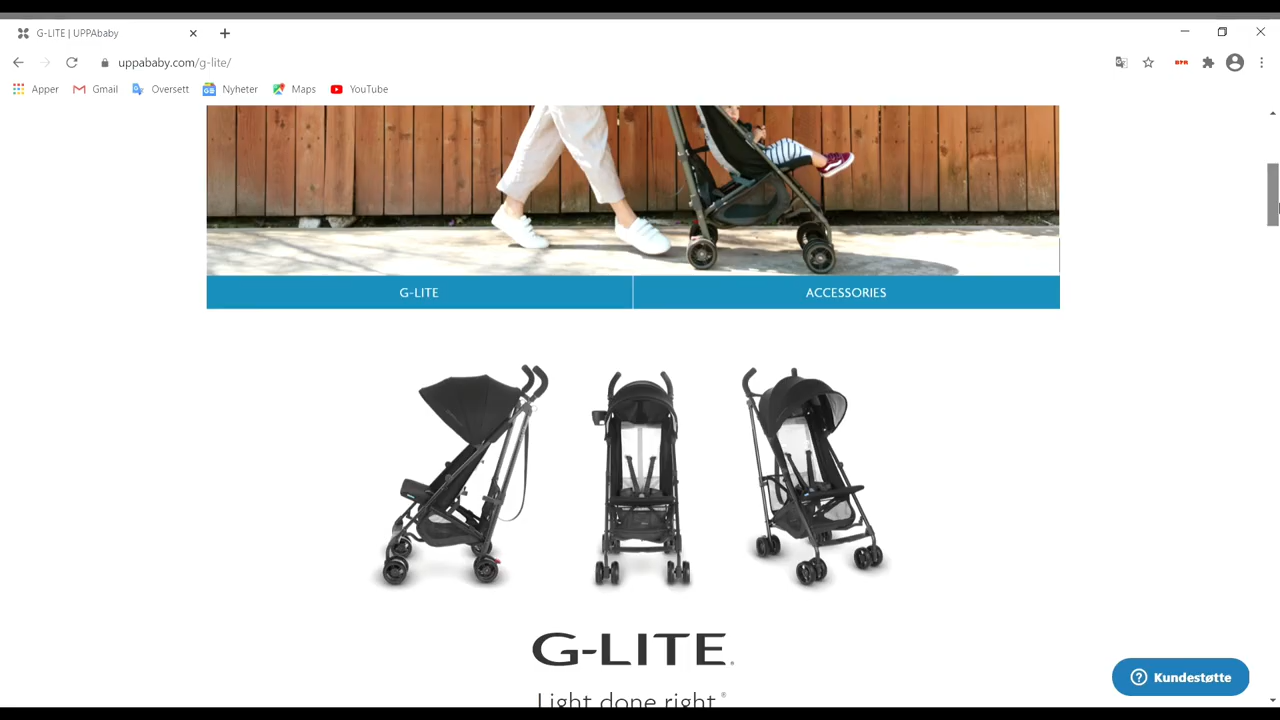 G-LITE | UPPAbaby
uppababy.com/g-lite/
Apper Gmail Oversett Nyheter Maps YouTube
G-LITE ACCESSORIES
G-LITE®
Light done right®
Kundestøtte